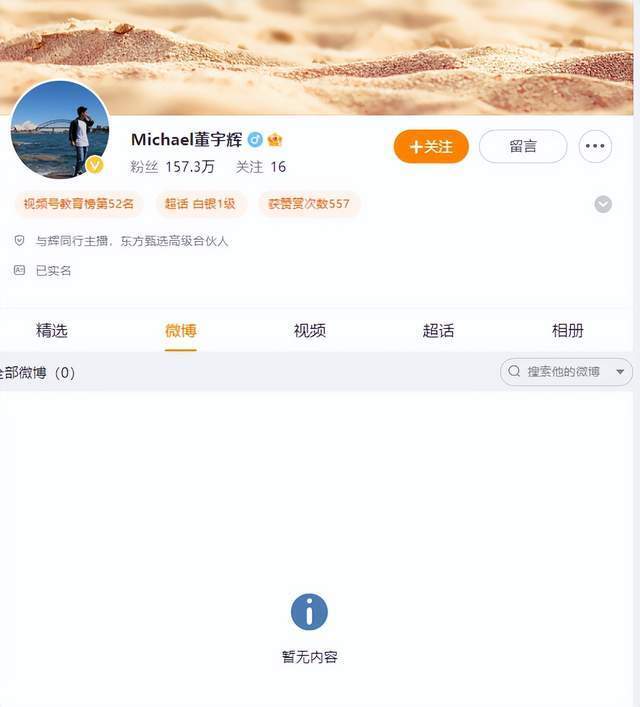 Michael董宇辉
粉丝 157.3万 关注 16
+关注
留言
视频号教育榜第52名 超话 白银1级 获赞赏次数557
与辉同行主播，东方甄选高级合伙人
已实名
精选 微博 视频 超话 相册
全部微博（0）
搜索他的微博
暂无内容